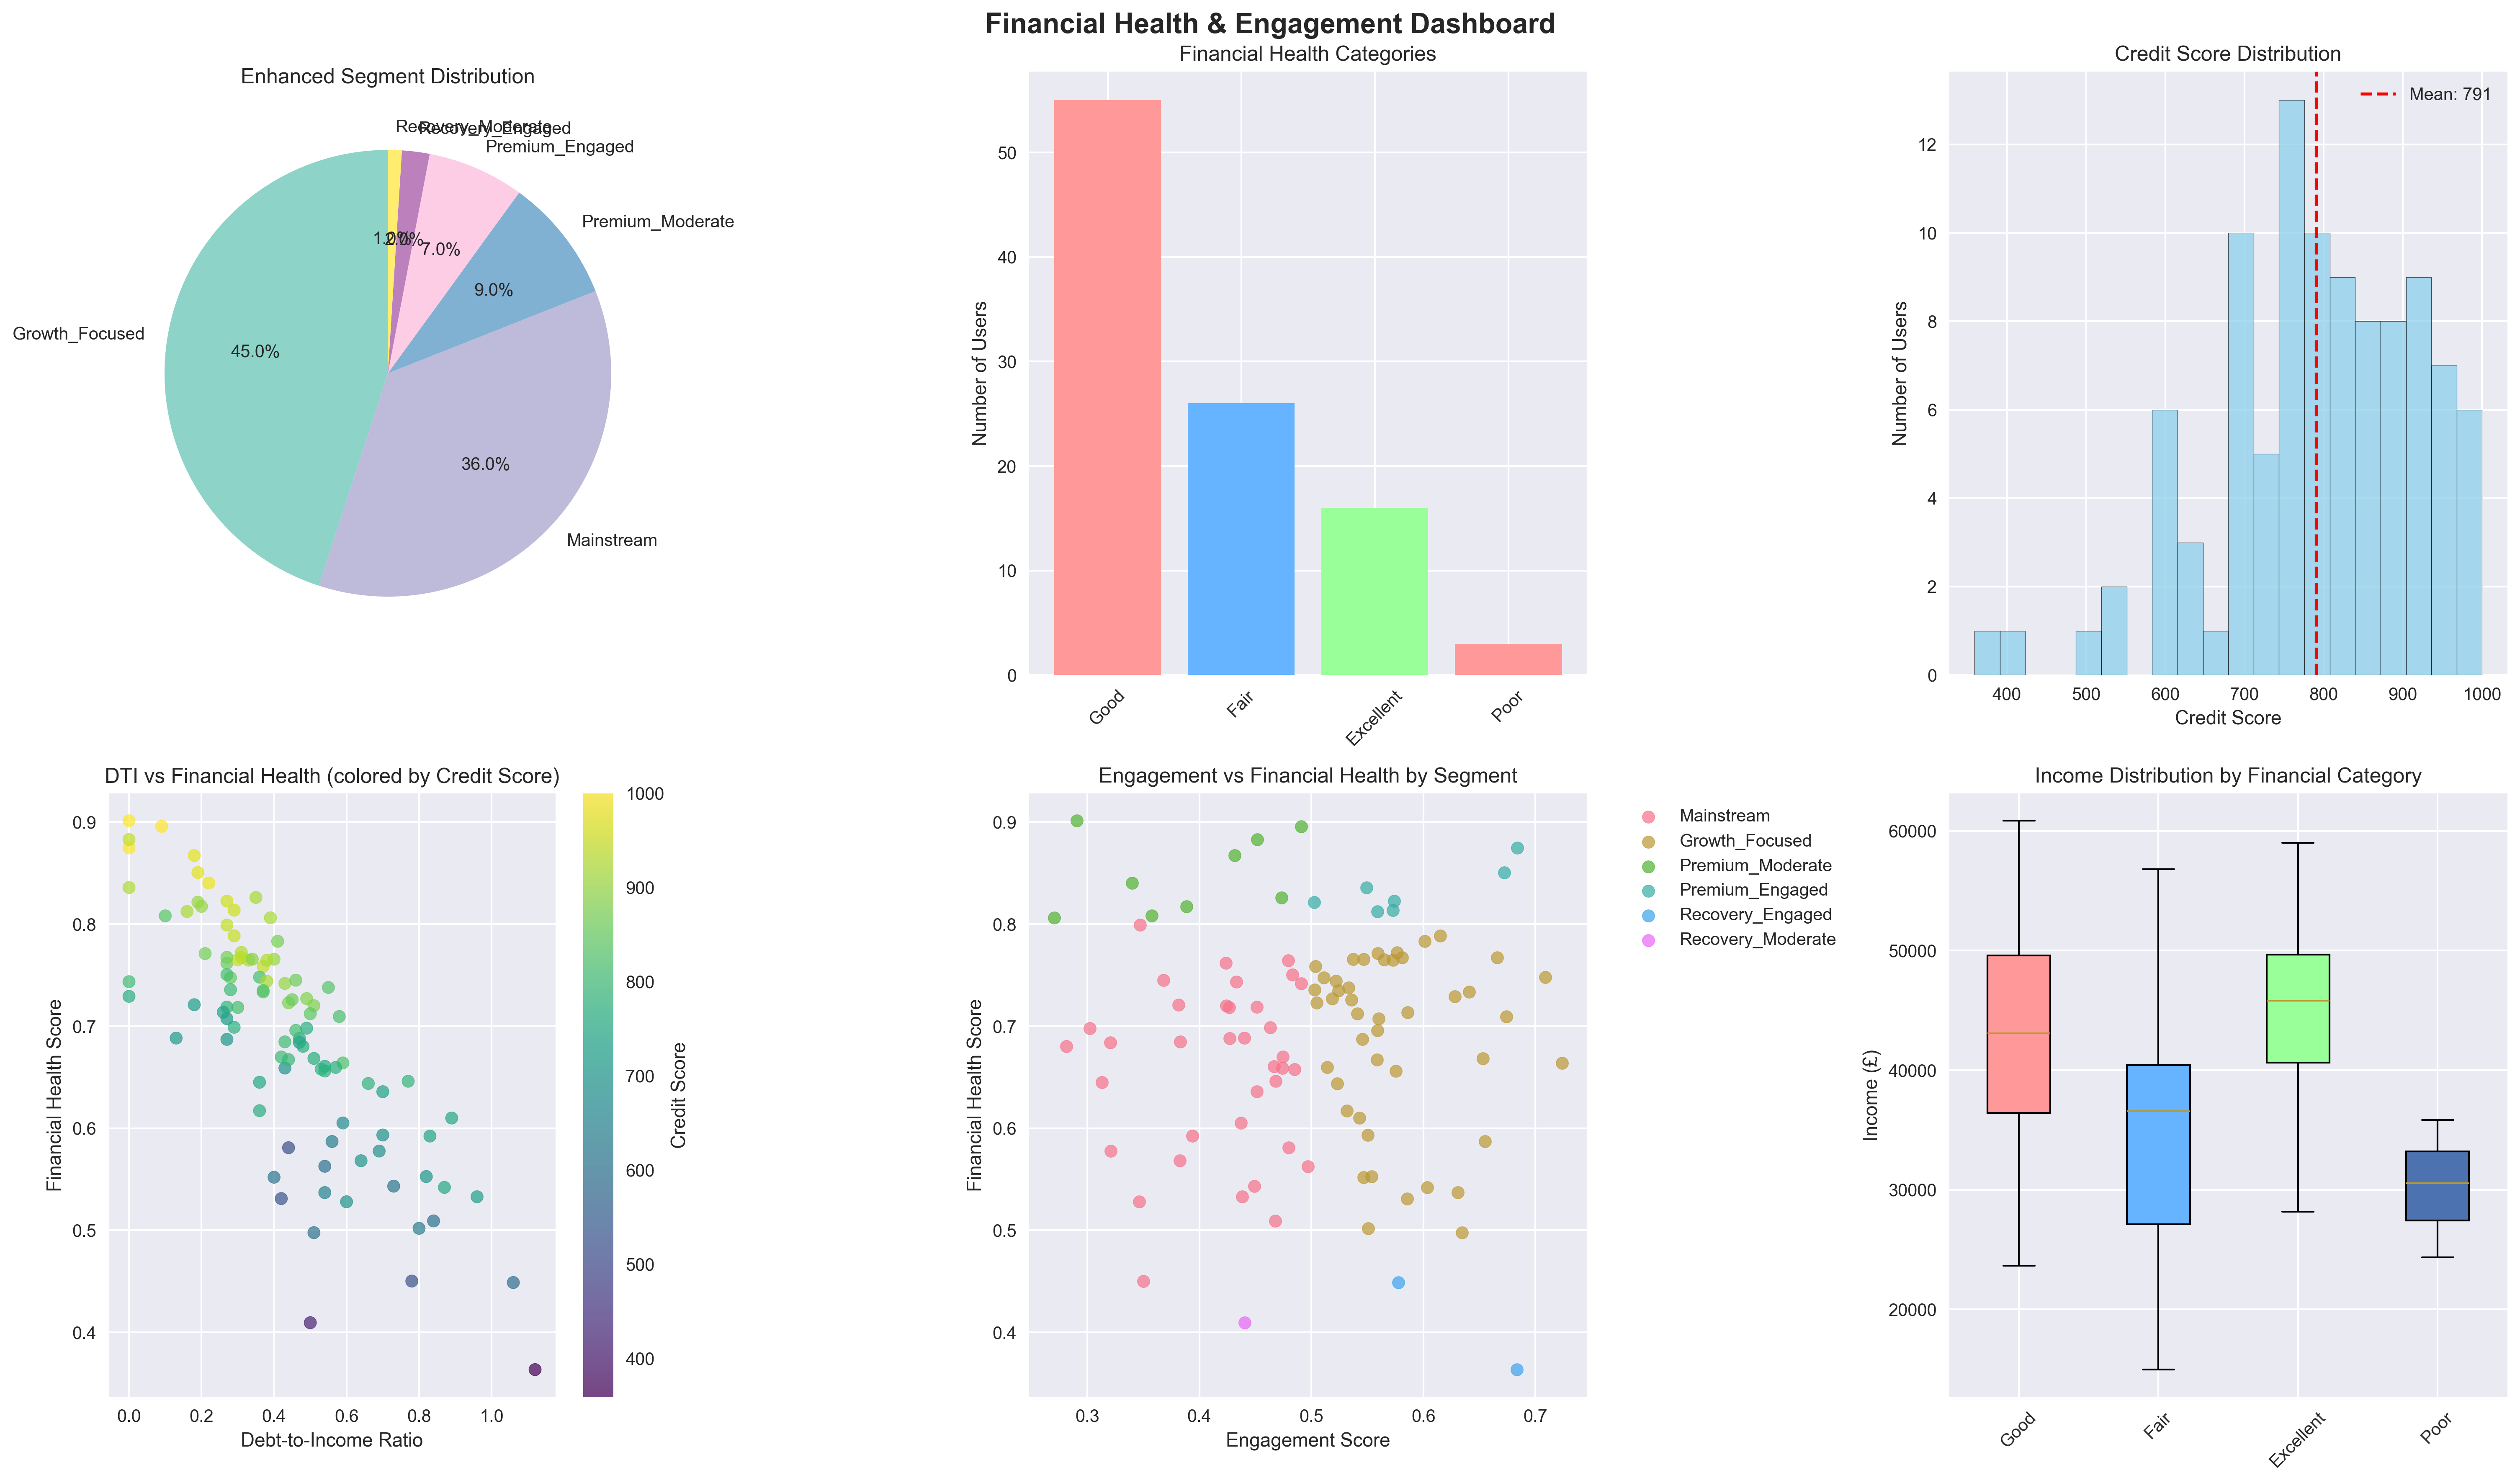 Financial Health & Engagement Dashboard
Enhanced Segment Distribution
Recovery_Moderate
Recovery_Engaged
Premium_Engaged
Premium_Moderate
Growth_Focused
Mainstream
1.0%
2.0%
7.0%
9.0%
45.0%
36.0%
Financial Health Categories
Number of Users
50
40
30
20
10
0
Good
Fair
Excellent
Poor
Credit Score Distribution
Mean: 791
Number of Users
12
10
8
6
4
2
0
400 500 600 700 800 900 1000
Credit Score
DTI vs Financial Health (colored by Credit Score)
Financial Health Score
0.9
0.8
0.7
0.6
0.5
0.4
0.0 0.2 0.4 0.6 0.8 1.0
Debt-to-Income Ratio
1000
900
800
700
600
500
400
Credit Score
Engagement vs Financial Health by Segment
Financial Health Score
0.9
0.8
0.7
0.6
0.5
0.4
0.3 0.4 0.5 0.6 0.7
Engagement Score
Mainstream
Growth_Focused
Premium_Moderate
Premium_Engaged
Recovery_Engaged
Recovery_Moderate
Income Distribution by Financial Category
Income (£)
60000
50000
40000
30000
20000
Good
Fair
Excellent
Poor